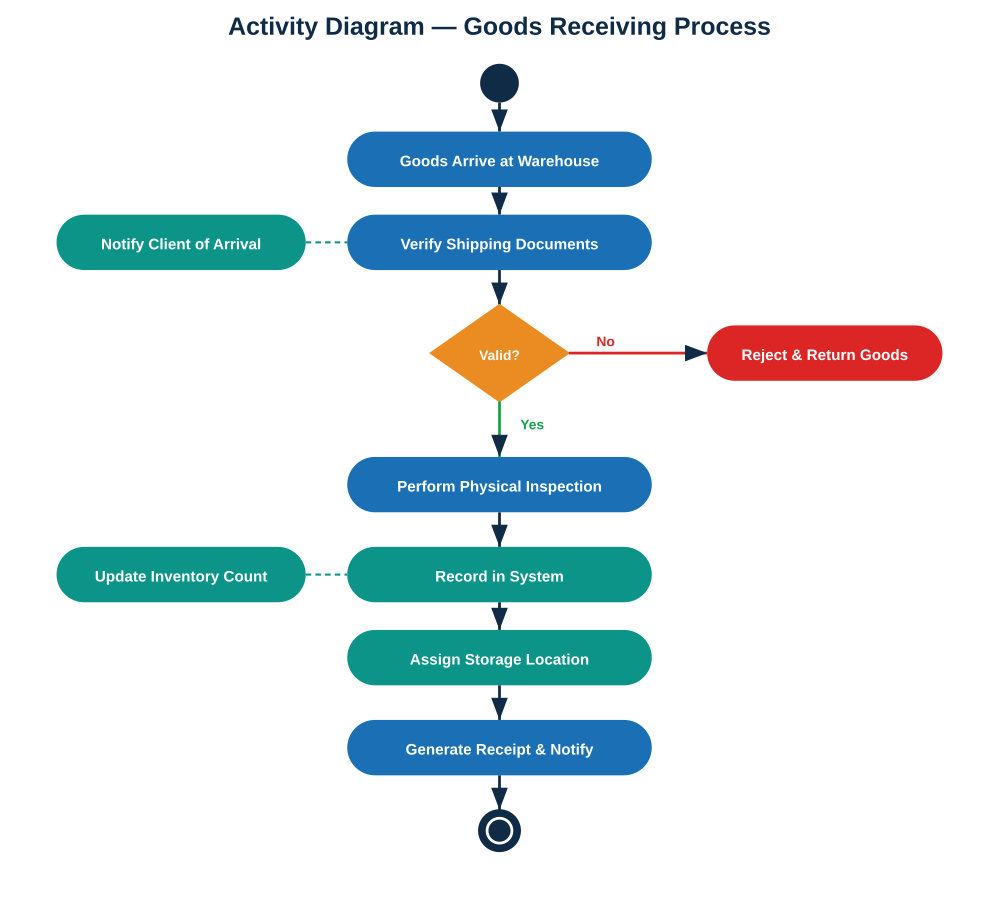 Activity Diagram — Goods Receiving Process
Goods Arrive at Warehouse
Notify Client of Arrival
Verify Shipping Documents
Valid?
No
Reject & Return Goods
Yes
Perform Physical Inspection
Update Inventory Count
Record in System
Assign Storage Location
Generate Receipt & Notify